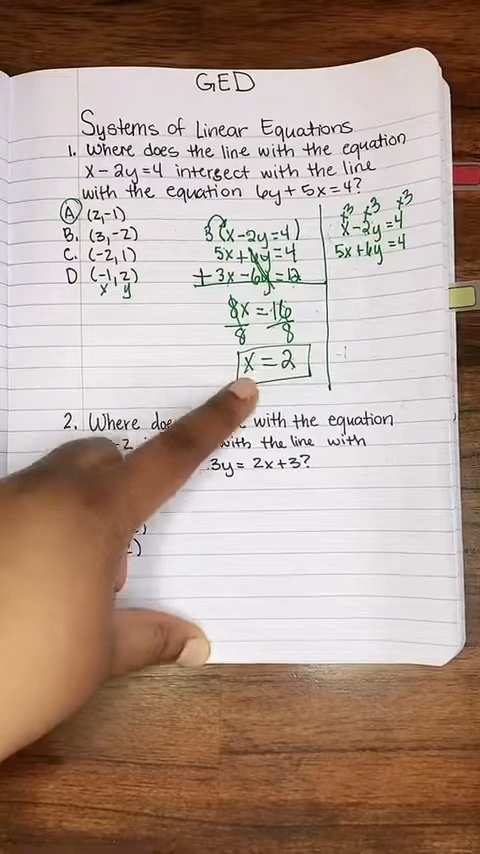 GED
Systems of Linear Equations
1. Where does the line with the equation
x - 2y = 4 intersect with the line
with the equation 6y + 5x = 4?
A (2, -1)
B. (3, -2)
C. (-2, 1)
D (-1, 2)
x y
3 (x - 2y = 4)
5x + 6y = 4
+ 3x - 6y = 12
8x = 16
8 8
x = 2
x3 x3 x3
x - 2y = 4
5x + 6y = 4
2. Where with the equation
with the line with
3y = 2x + 3?